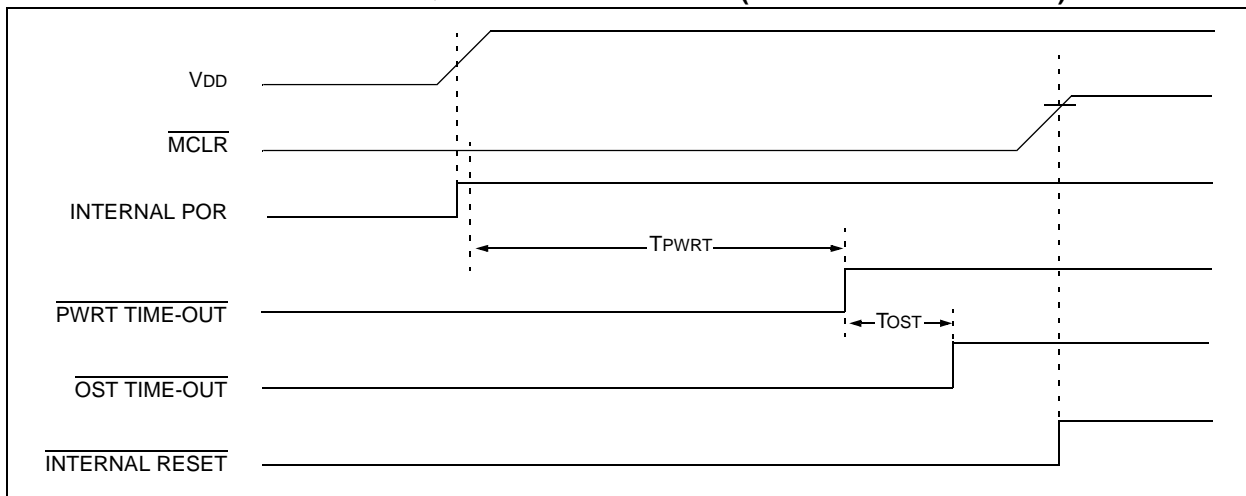 VDD
MCLR
INTERNAL POR
TPWRT
PWRT TIME-OUT
TOST
OST TIME-OUT
INTERNAL RESET